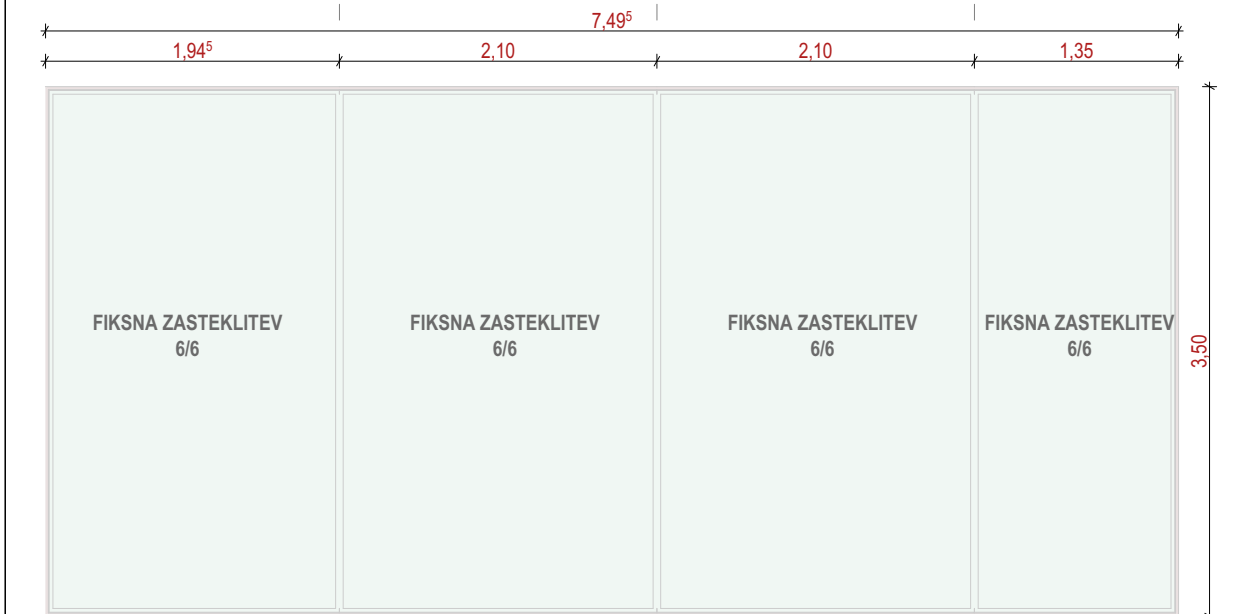 7,49⁵
1,94⁵ 2,10 2,10 1,35
FIKSNA ZASTEKLITEV
6/6
FIKSNA ZASTEKLITEV
6/6
FIKSNA ZASTEKLITEV
6/6
FIKSNA ZASTEKLITEV
6/6
3,50